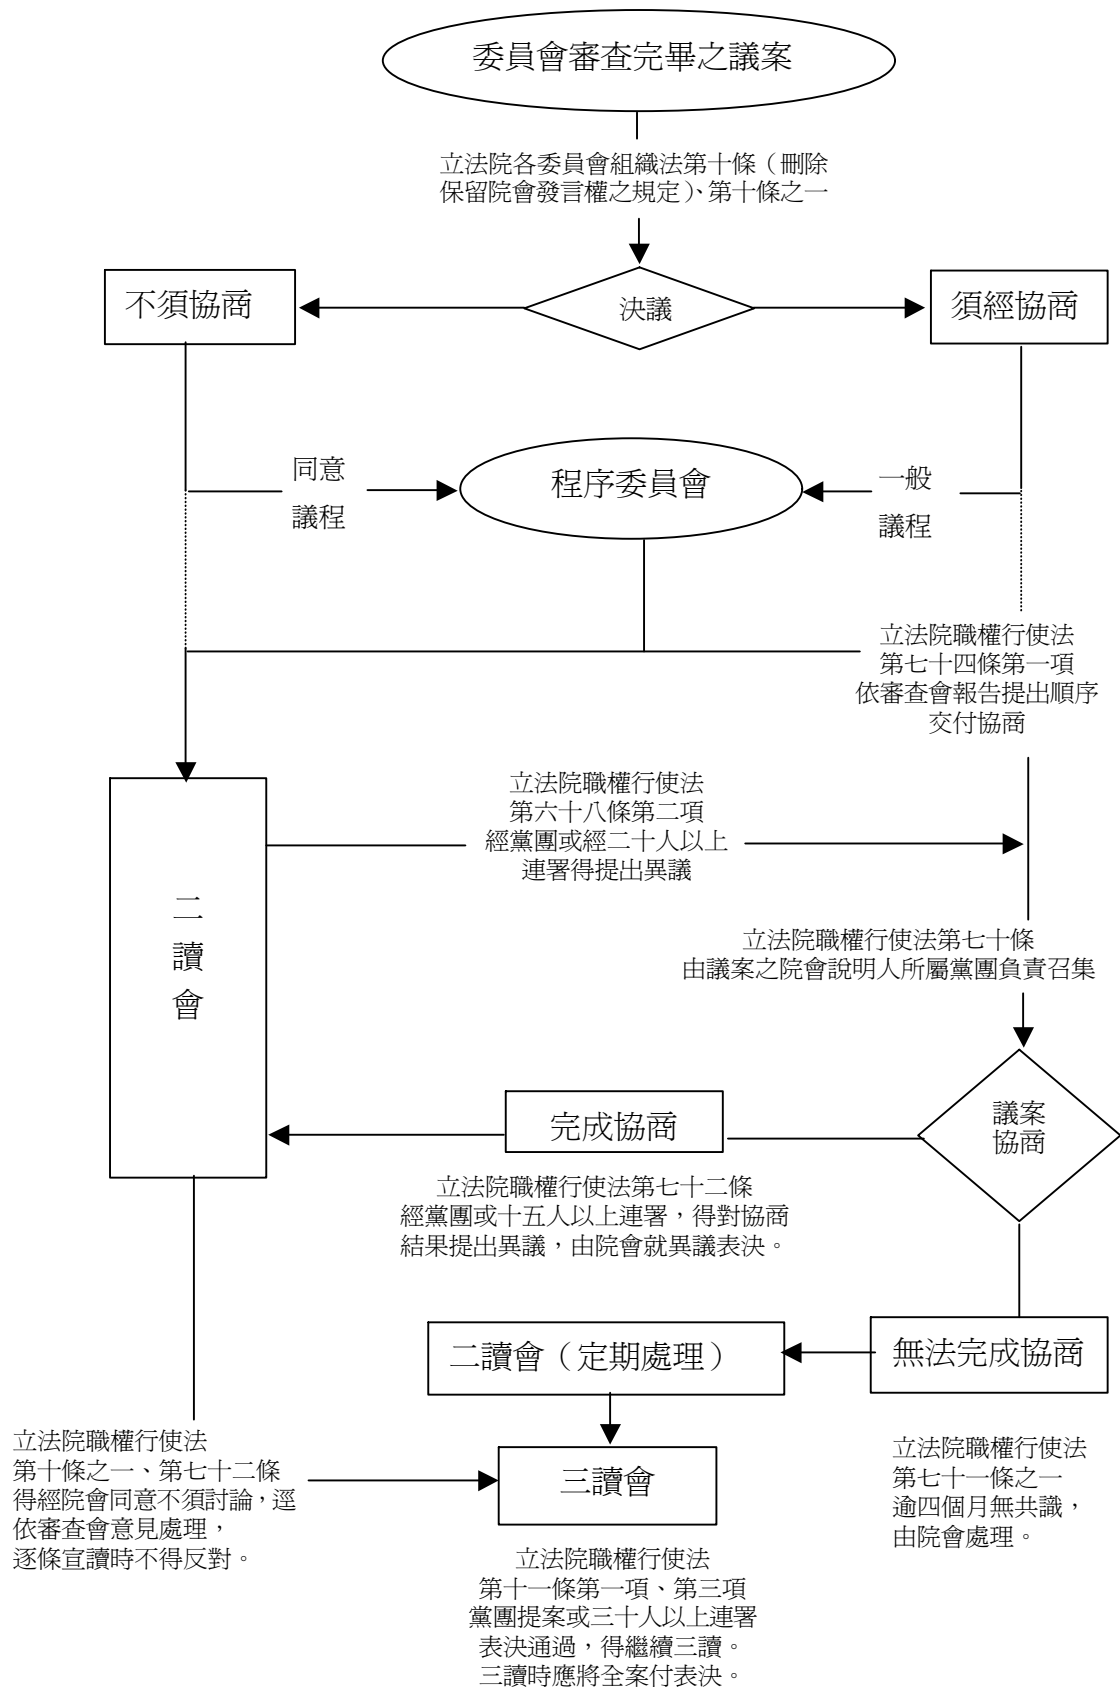 委員會審查完畢之議案
立法院各委員會組織法第十條（刪除
保留院會發言權之規定）、第十條之一
不須協商
決議
須經協商
同意
議程
程序委員會
一般
議程
立法院職權行使法
第七十四條第一項
依審查會報告提出順序
交付協商
立法院職權行使法
第六十八條第二項
經黨團或經二十人以上
連署得提出異議
二
讀
會
立法院職權行使法第七十條
由議案之院會說明人所屬黨團負責召集
議案
協商
完成協商
立法院職權行使法第七十二條
經黨團或十五人以上連署，得對協商
結果提出異議，由院會就異議表決。
二讀會（定期處理）
無法完成協商
立法院職權行使法
第十條之一、第七十二條
得經院會同意不須討論，逕
依審查會意見處理，
逐條宣讀時不得反對。
三讀會
立法院職權行使法
第七十一條之一
逾四個月無共識，
由院會處理。
立法院職權行使法
第十一條第一項、第三項
黨團提案或三十人以上連署
表決通過，得繼續三讀。
三讀時應將全案付表決。